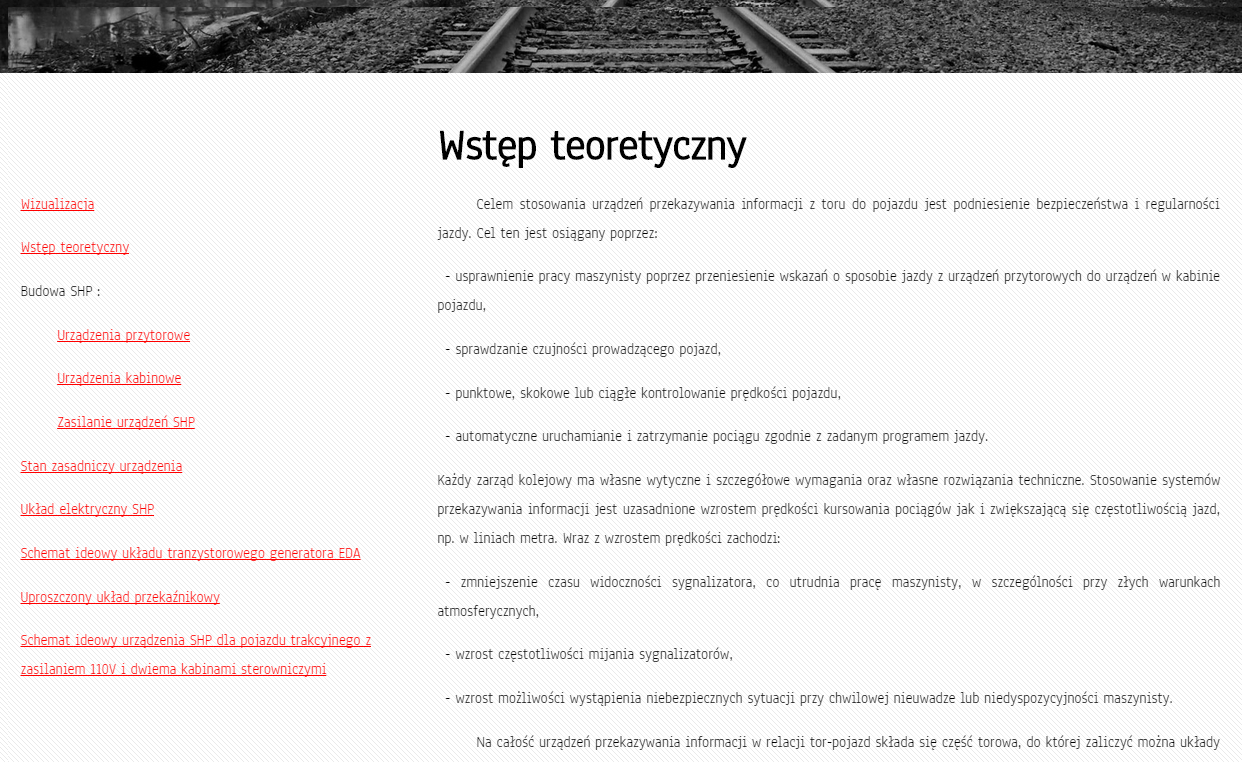 Wstęp teoretyczny
Wizualizacja
Wstęp teoretyczny
Budowa SHP :
Urządzenia przytorowe
Urządzenia kabinowe
Zasilanie urządzeń SHP
Stan zasadniczy urządzenia
Układ elektryczny SHP
Schemat ideowy układu tranzystorowego generatora EDA
Uproszczony układ przekaźnikowy
Schemat ideowy urządzenia SHP dla pojazdu trakcyjnego z
zasilaniem 110V i dwiema kabinami sterowniczymi
Celem stosowania urządzeń przekazywania informacji z toru do pojazdu jest podniesienie bezpieczeństwa i regularności
jazdy. Cel ten jest osiągany poprzez:
- usprawnienie pracy maszynisty poprzez przeniesienie wskazań o sposobie jazdy z urządzeń przytorowych do urządzeń w kabinie
pojazdu,
- sprawdzanie czujności prowadzącego pojazd,
- punktowe, skokowe lub ciągłe kontrolowanie prędkości pojazdu,
- automatyczne uruchamianie i zatrzymanie pociągu zgodnie z zadanym programem jazdy.
Każdy zarząd kolejowy ma własne wytyczne i szczegółowe wymagania oraz własne rozwiązania techniczne. Stosowanie systemów
przekazywania informacji jest uzasadnione wzrostem prędkości kursowania pociągów jak i zwiększającą się częstotliwością jazd,
np. w liniach metra. Wraz z wzrostem prędkości zachodzi:
- zmniejszenie czasu widoczności sygnalizatora, co utrudnia pracę maszynisty, w szczególności przy złych warunkach
atmosferycznych,
- wzrost częstotliwości mijania sygnalizatorów,
- wzrost możliwości wystąpienia niebezpiecznych sytuacji przy chwilowej nieuwadze lub niedyspozycyjności maszynisty.
Na całość urządzeń przekazywania informacji w relacji tor-pojazd składa się część torowa, do której zaliczyć można układy